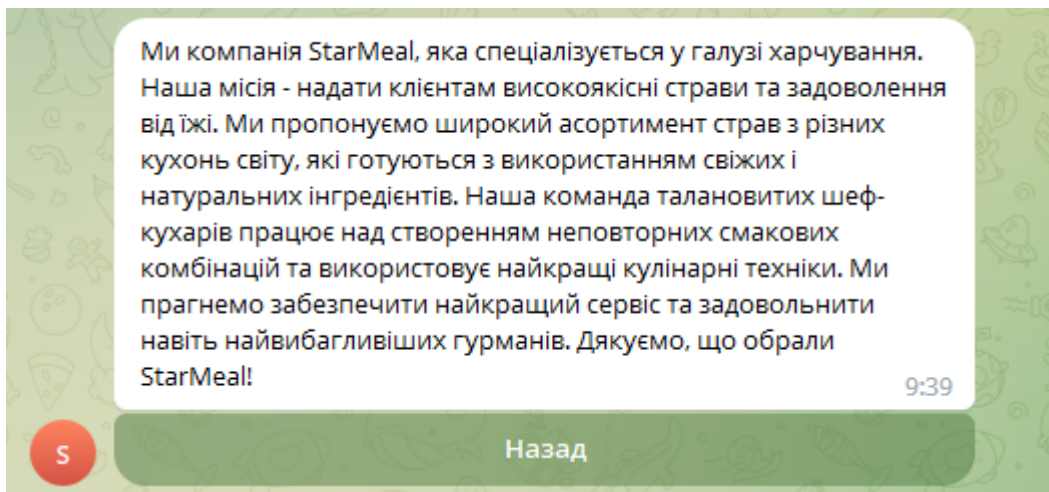 Ми компанія StarMeal, яка спеціалізується у галузі харчування.
Наша місія - надати клієнтам високоякісні страви та задоволення
від їжі. Ми пропонуємо широкий асортимент страв з різних
кухонь світу, які готуються з використанням свіжих і
натуральних інгредієнтів. Наша команда талановитих шеф-
кухарів працює над створенням неповторних смакових
комбінацій та використовує найкращі кулінарні техніки. Ми
прагнемо забезпечити найкращий сервіс та задовольнити
навіть найвибагливіших гурманів. Дякуємо, що обрали
StarMeal!
9:39
S
Назад